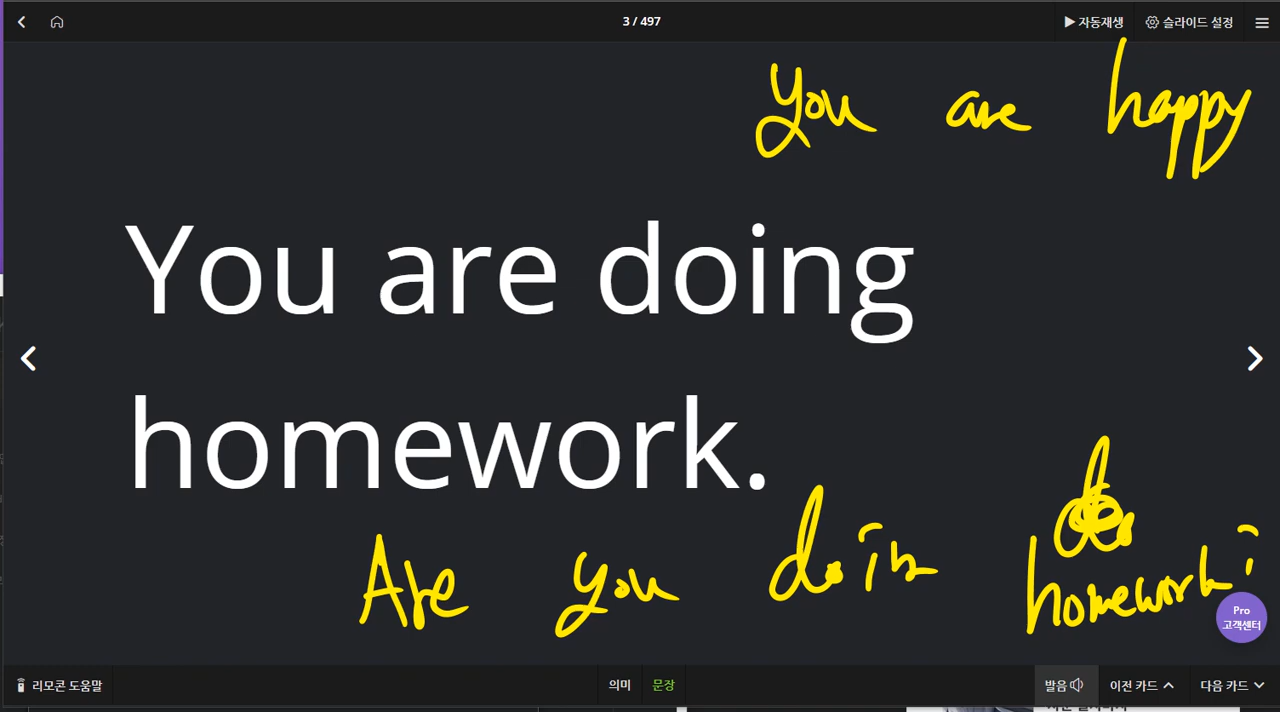 3 / 497
자동재생
슬라이드 설정
You are happy
You are doing
homework.
Are you doin
homework
Pro
고객센터
리모콘 도움말
의미
문장
발음
이전 카드
다음 카드